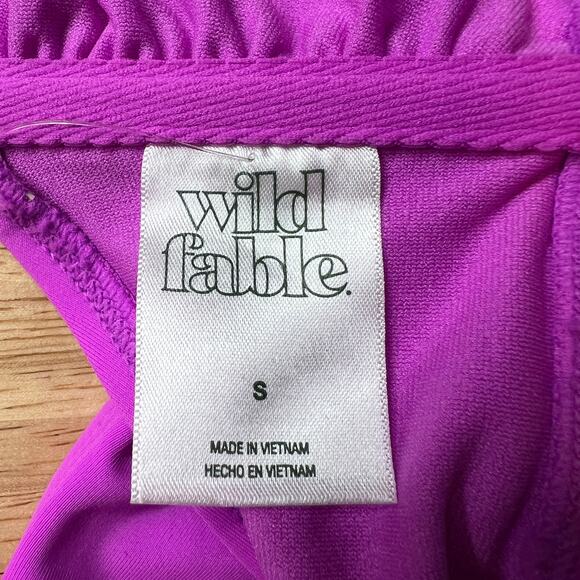 wild
fable.
S
MADE IN VIETNAM
HECHO EN VIETNAM